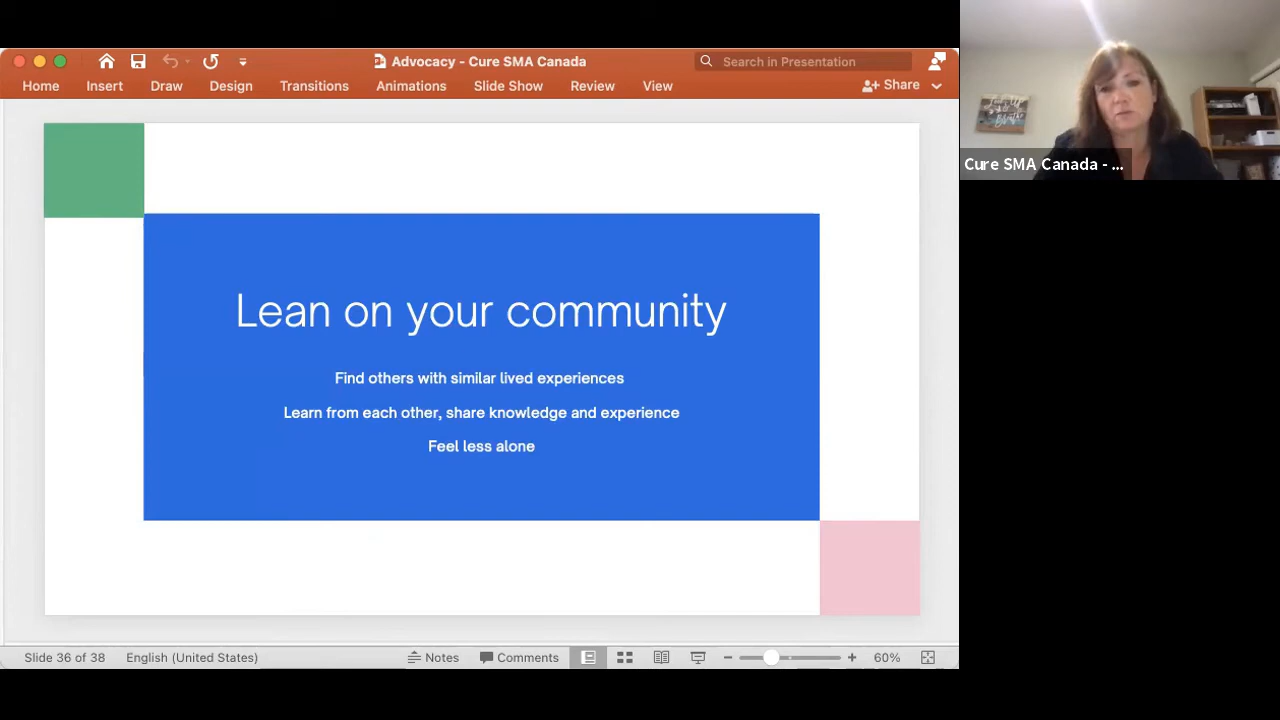 Advocacy - Cure SMA Canada
Search in Presentation
Home Insert Draw Design Transitions Animations Slide Show Review View Share
Lean on your community
Find others with similar lived experiences
Learn from each other, share knowledge and experience
Feel less alone
Slide 36 of 38 English (United States) Notes Comments 60%
Cure SMA Canada - ...
Breathe